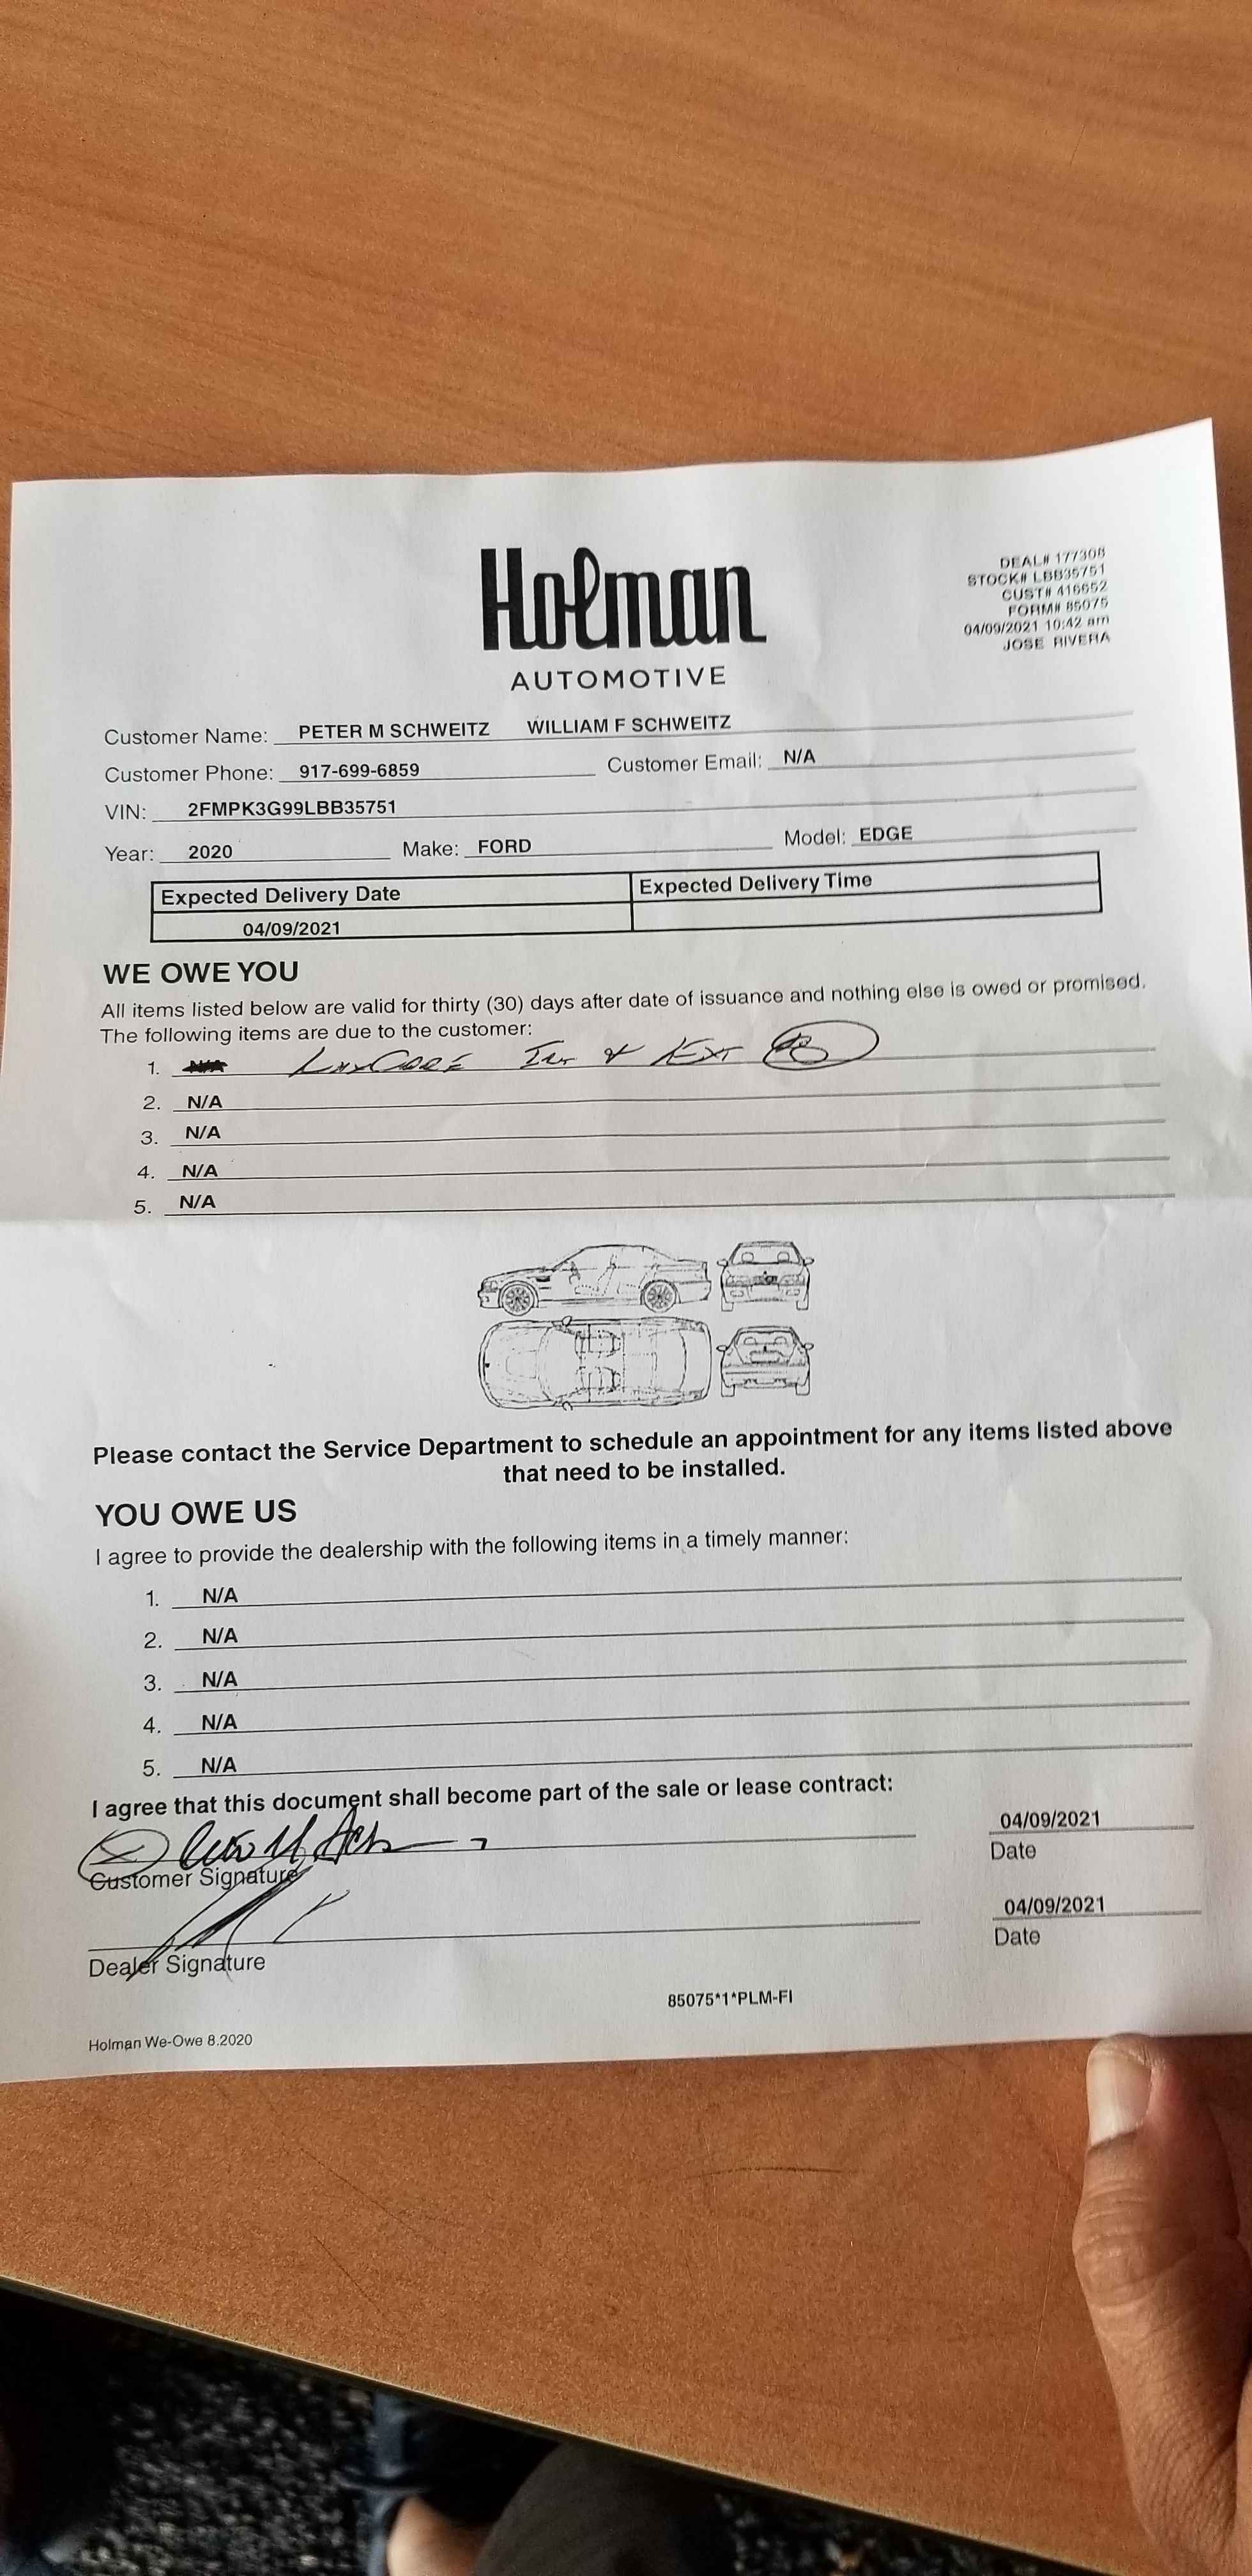 Holman
AUTOMOTIVE
DEAL# 177308
STOCK# LBB35751
CUST# 416652
FORM# 85075
04/09/2021 10:42 am
JOSE RIVERA
Customer Name: PETER M SCHWEITZ WILLIAM F SCHWEITZ
Customer Phone: 917-699-6859 Customer Email: N/A
VIN: 2FMPK3G99LBB35751
Year: 2020 Make: FORD Model: EDGE
Expected Delivery Date Expected Delivery Time
04/09/2021
WE OWE YOU
All items listed below are valid for thirty (30) days after date of issuance and nothing else is owed or promised.
The following items are due to the customer:
1. LuxCARE INT & EXT
2. N/A
3. N/A
4. N/A
5. N/A
Please contact the Service Department to schedule an appointment for any items listed above
that need to be installed.
YOU OWE US
I agree to provide the dealership with the following items in a timely manner:
1. N/A
2. N/A
3. N/A
4. N/A
5. N/A
I agree that this document shall become part of the sale or lease contract:
04/09/2021
Customer Signature Date
04/09/2021
Dealer Signature Date
85075*1*PLM-FI
Holman We-Owe 8.2020